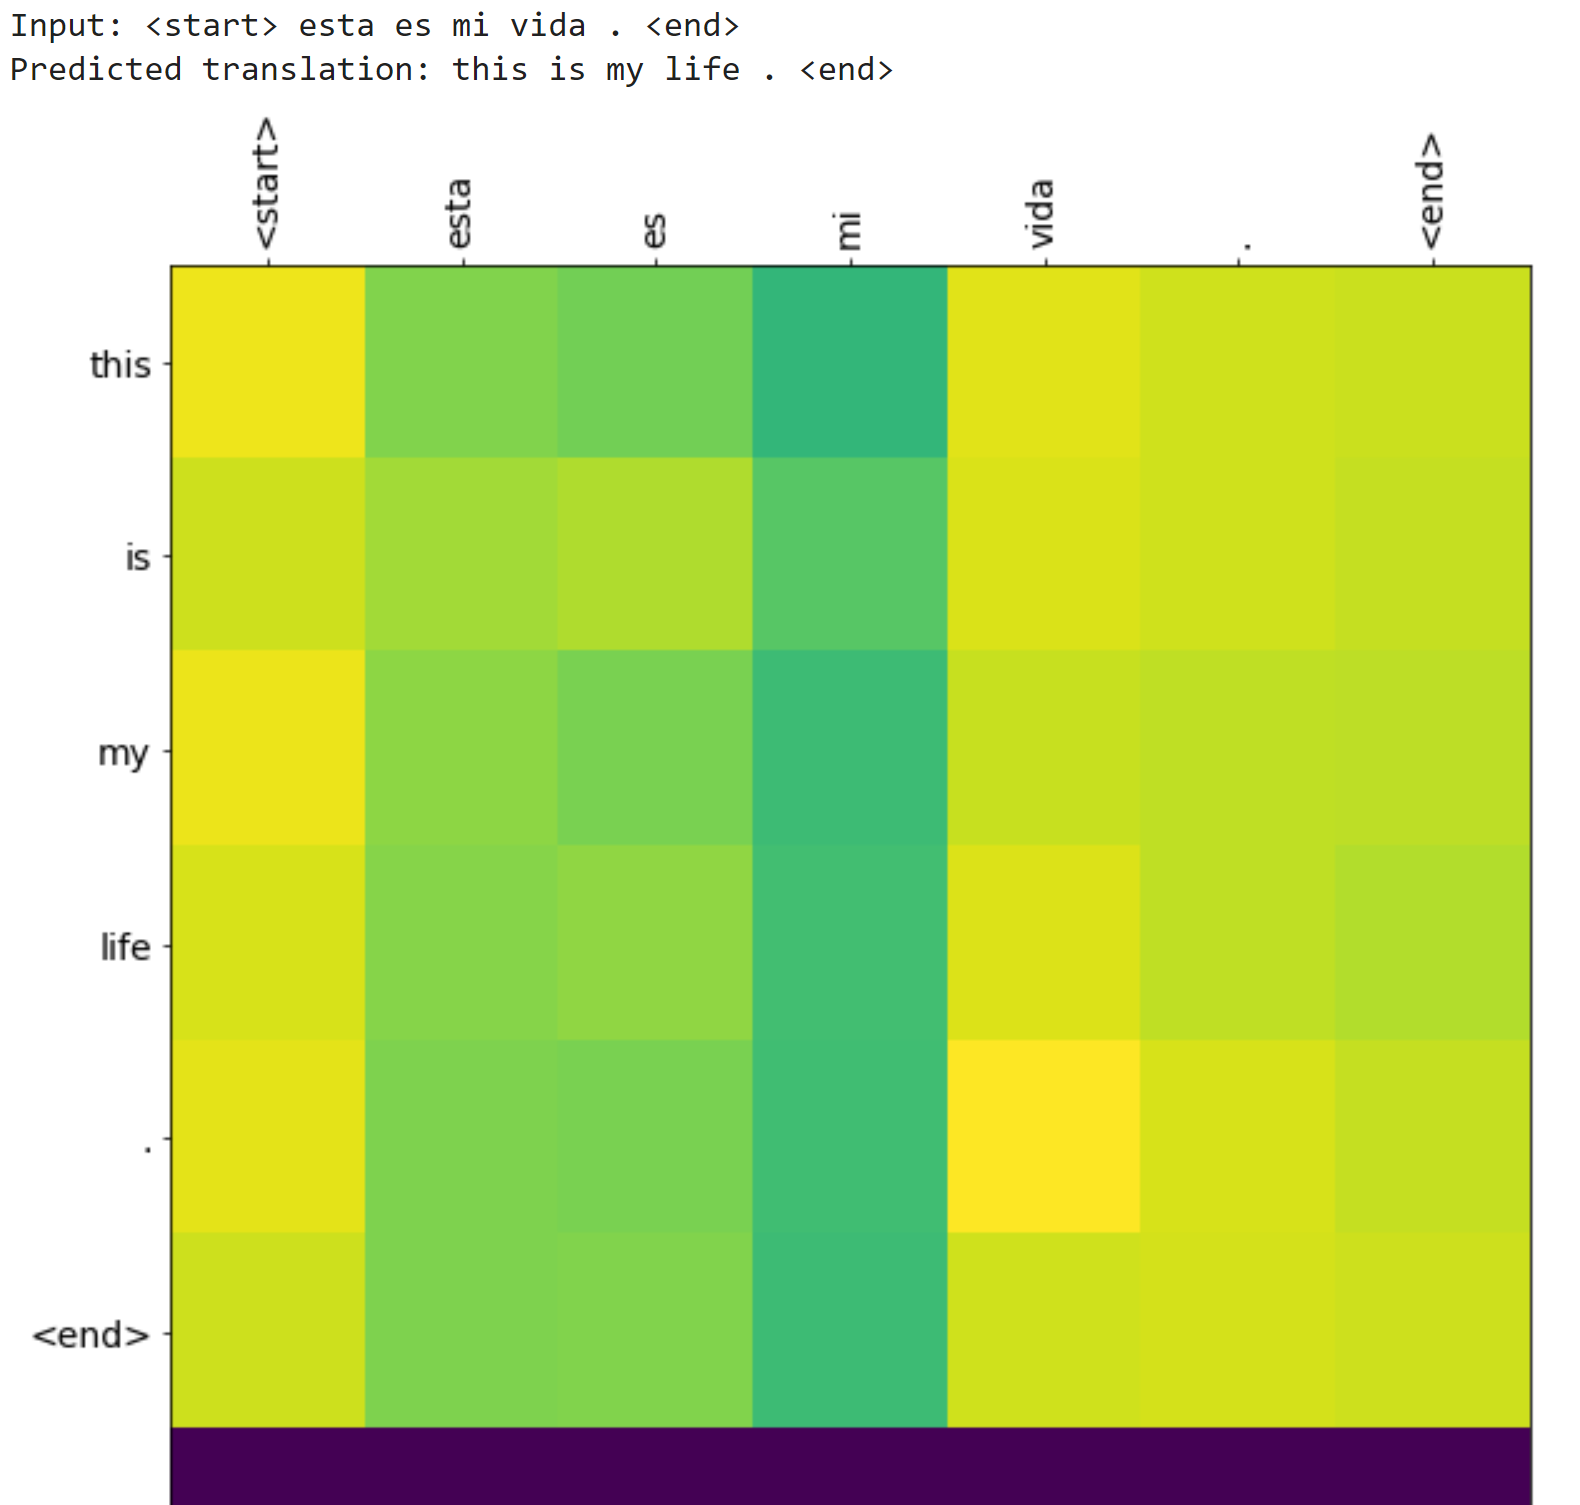 Input: <start> esta es mi vida . <end>
Predicted translation: this is my life . <end>
<start>
esta
es
mi
vida
.
<end>
this
is
my
life
.
<end>